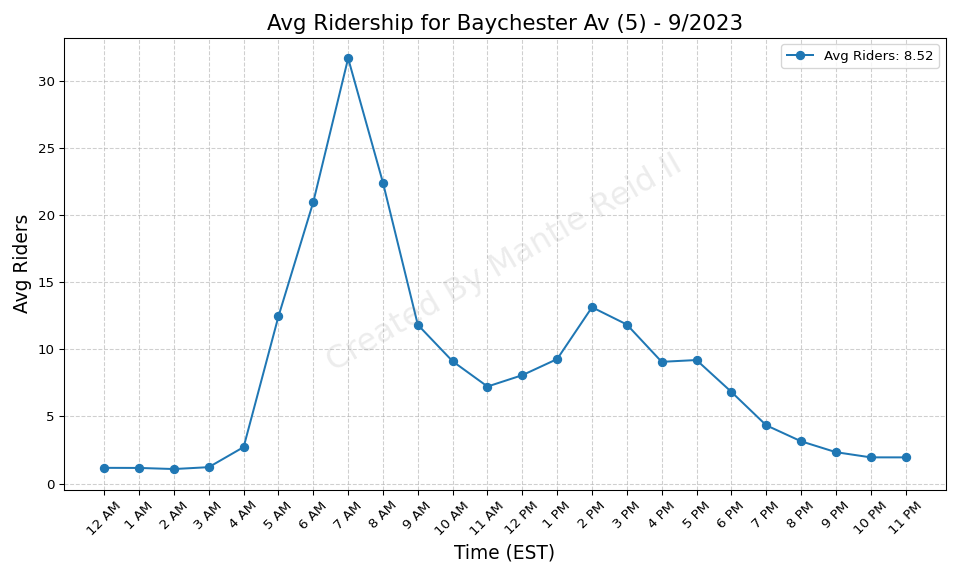 Avg Ridership for Baychester Av (5) - 9/2023
Avg Riders: 8.52
Avg Riders
30
25
20
15
10
5
0
Created By Mantle Reid II
12 AM
1 AM
2 AM
3 AM
4 AM
5 AM
6 AM
7 AM
8 AM
9 AM
10 AM
11 AM
12 PM
1 PM
2 PM
3 PM
4 PM
5 PM
6 PM
7 PM
8 PM
9 PM
10 PM
11 PM
Time (EST)